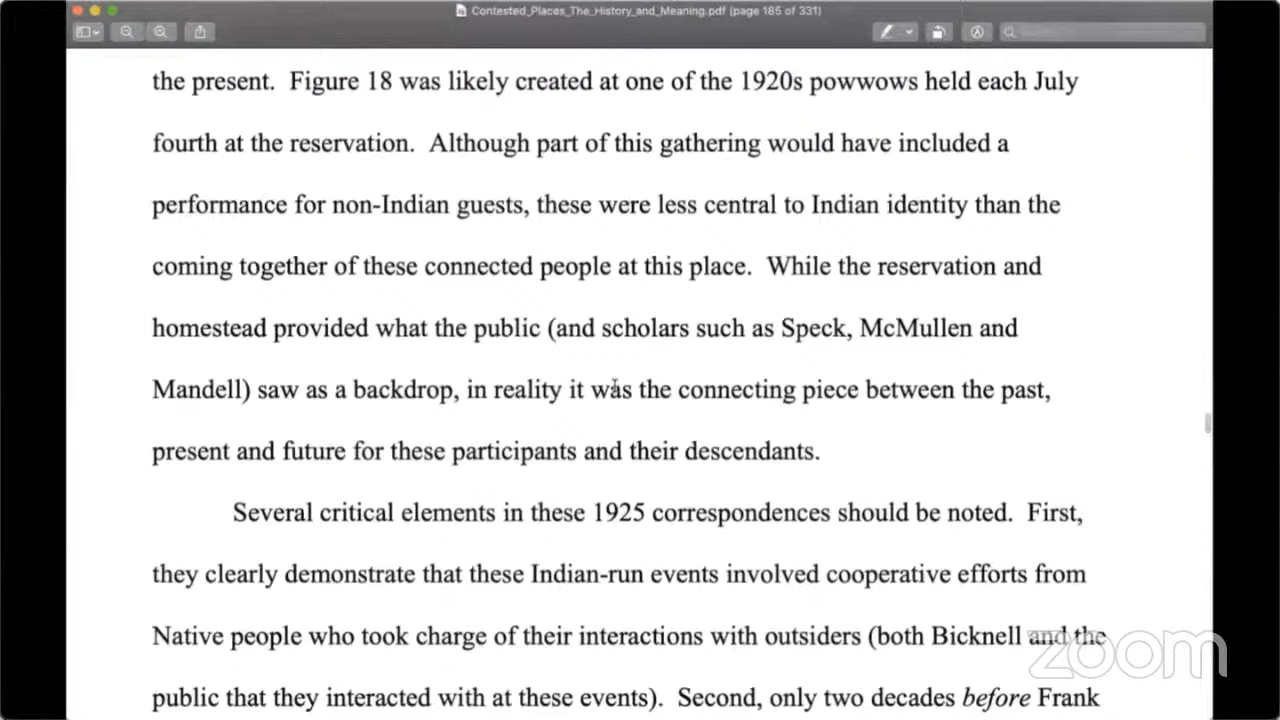 Contested_Places_The_History_and_Meaning.pdf (page 185 of 331)
the present. Figure 18 was likely created at one of the 1920s powwows held each July
fourth at the reservation. Although part of this gathering would have included a
performance for non-Indian guests, these were less central to Indian identity than the
coming together of these connected people at this place. While the reservation and
homestead provided what the public (and scholars such as Speck, McMullen and
Mandell) saw as a backdrop, in reality it was the connecting piece between the past,
present and future for these participants and their descendants.
Several critical elements in these 1925 correspondences should be noted. First,
they clearly demonstrate that these Indian-run events involved cooperative efforts from
Native people who took charge of their interactions with outsiders (both Bicknell and the
public that they interacted with at these events). Second, only two decades before Frank
zoom